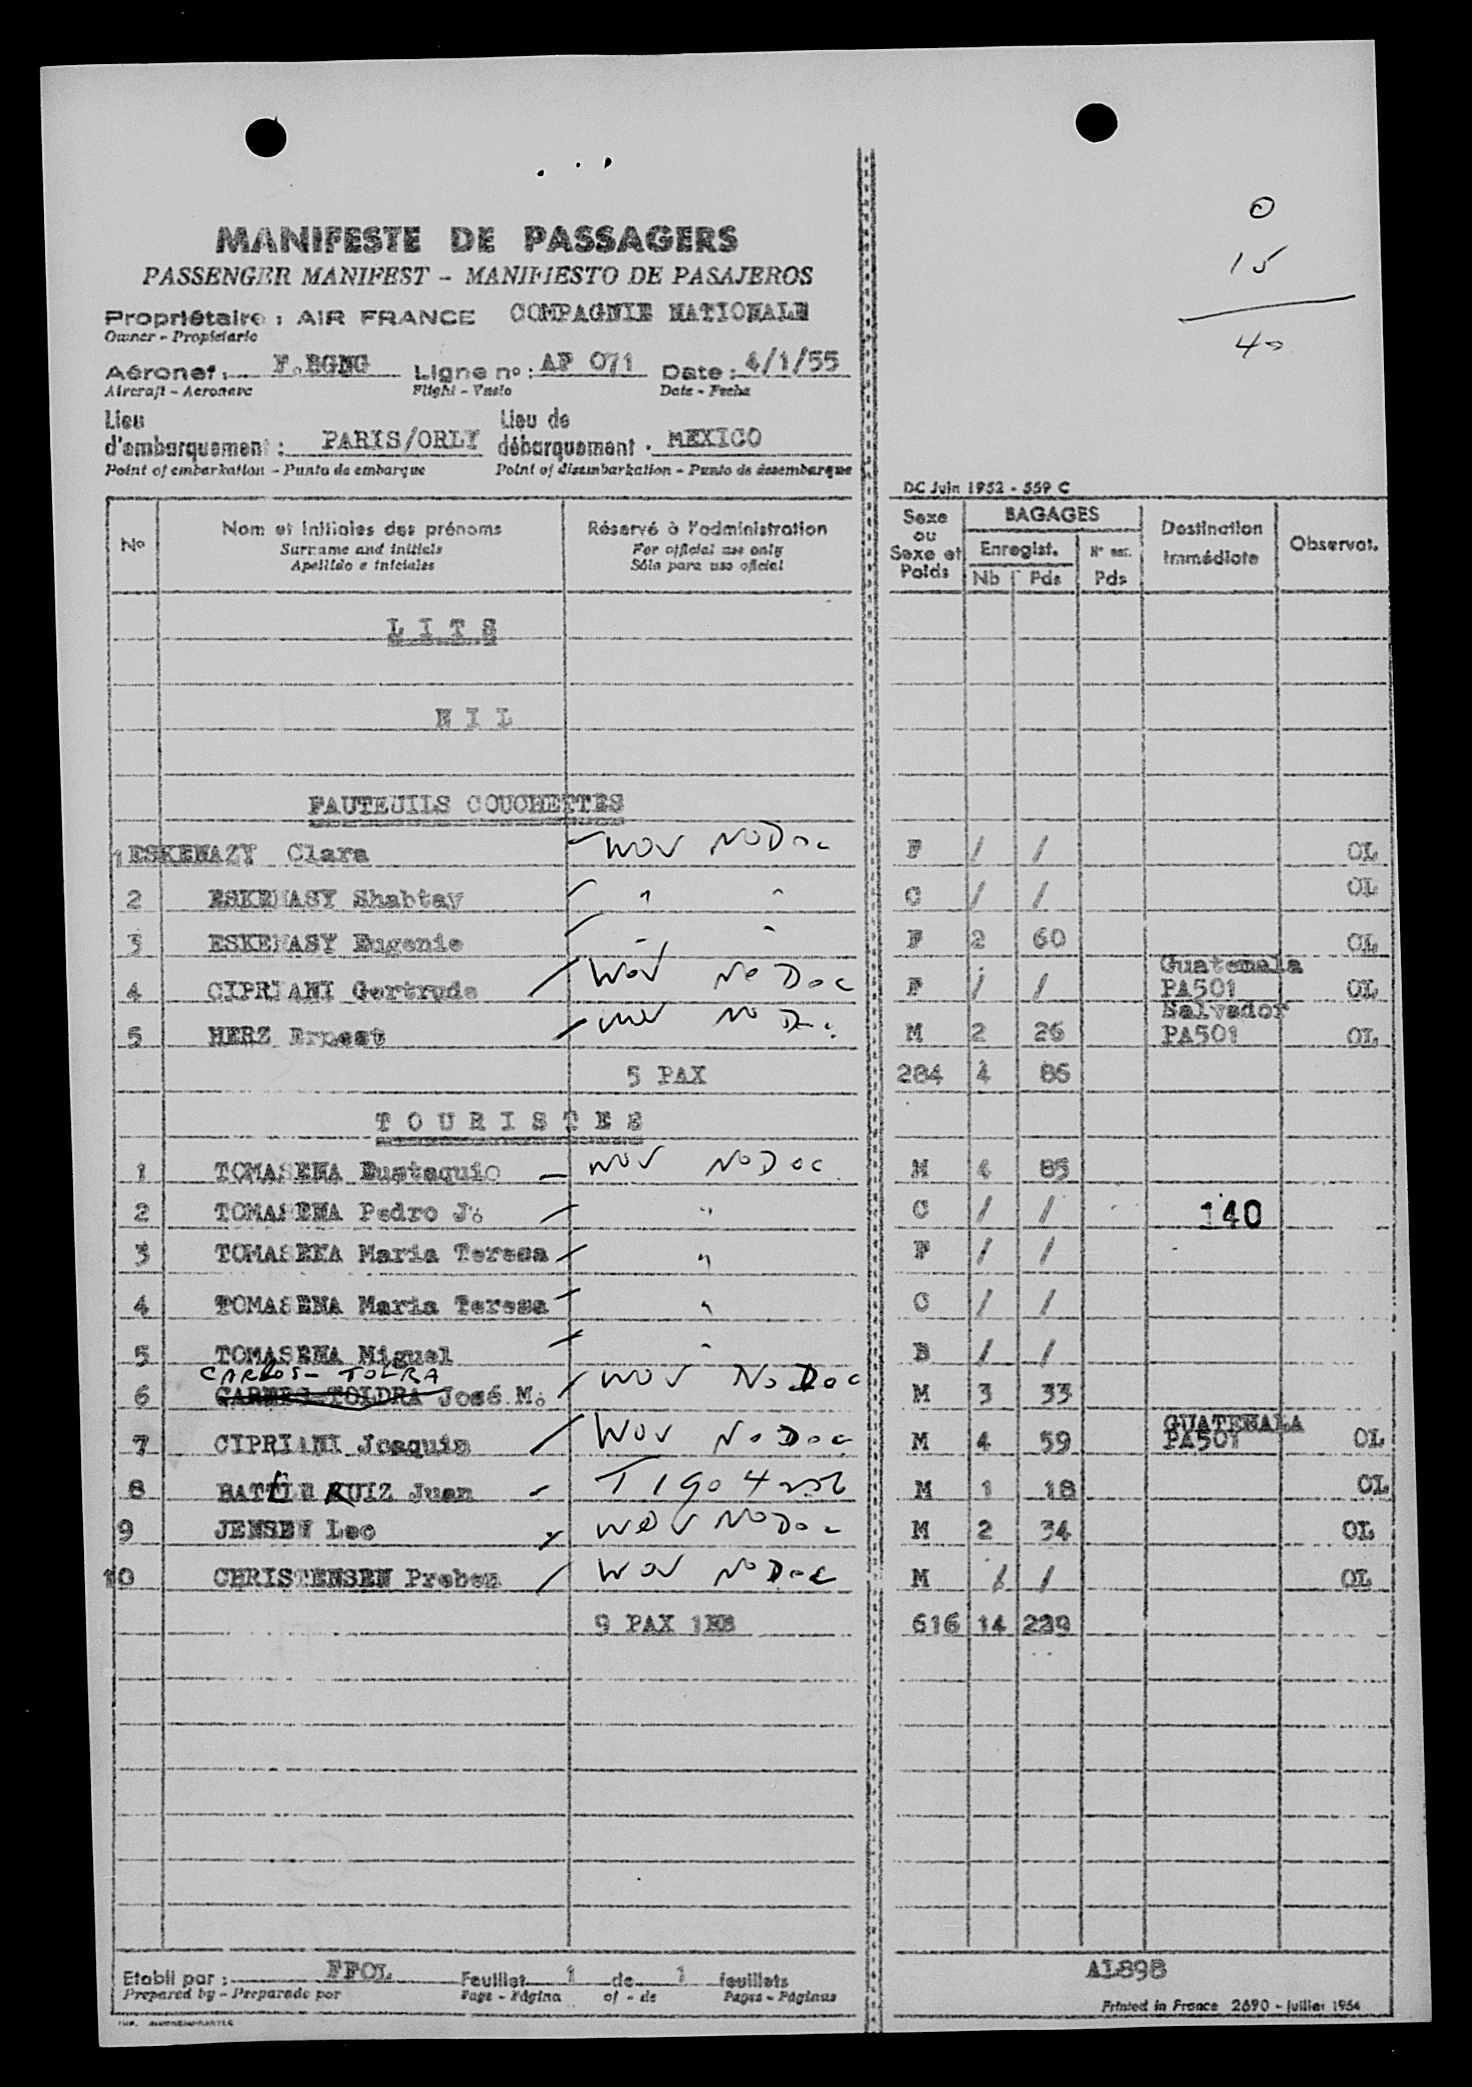 0
15
40
MANIFESTE DE PASSAGERS
PASSENGER MANIFEST - MANIFIESTO DE PASAJEROS
Propriétaire : AIR FRANCE COMPAGNIE NATIONALE
Owner - Propietario
Aéronef : F.BGNG Ligne no : AF 071 Date : 4/1/55
Aircraft - Aeronave Flight - Vuelo Date - Fecha
Lieu d'embarquement : PARIS/ORLY Lieu de débarquement . MEXICO
Point of embarkation - Punto de embarque Point of disembarkation - Punto de desembarque
DC Juin 1952 - 559 C
No Nom et initiales des prénoms Réservé à l'administration Sexe ou Sexe et Poids BAGAGES Destination immédiate Observat.
Surname and initials For official use only Enregist. Nb Pds Pds
Apellido e iniciales Sólo para uso oficial
L I T S
N I L
FAUTEUILS COUCHETTES
1 ESKENAZY Clara WOV NO Doc F / / OL
2 ESKENASY Shabtay " " C / / OL
3 ESKENASY Eugenie F 2 60 OL
4 CIPRIANI Gertrude WOV No Doc F / / Guatemala PA501 OL
5 HERZ Ernest WOV NO M 2 26 Salvador PA501 OL
5 PAX 284 4 86
T O U R I S T E S
1 TOMASENA Eustaquio WOV NO Doc M 4 85
2 TOMASENA Pedro Jo " C / / 140
3 TOMASENA Maria Teresa " F / /
4 TOMASENA Maria Teresa " C / /
5 TOMASENA Miguel B / /
CARLOS - TOLRA
6 TOLDRA José M. WOV No Doc M 3 33
7 CIPRIANI Joaquin WOV No Doc M 4 59 GUATEMALA PA501 OL
8 BATLLE RUIZ Juan M 1 18 OL
9 JENSEN Leo WOV NO Doc M 2 34 OL
10 CHRISTENSEN Preben WOV NO Doc M / / OL
9 PAX 1BB 616 14 229
Etabli par : FFOL Feuillet 1 de 1 feuillets AL898
Prepared by - Preparado por Page - Página of - de Pages - Páginas Printed in France 2690 - Juillet 1954